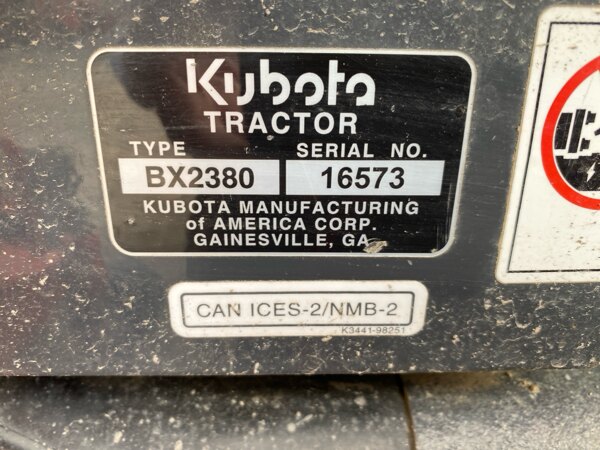 Kubota
TRACTOR
TYPE SERIAL NO.
BX2380 16573
KUBOTA MANUFACTURING
of AMERICA CORP.
GAINESVILLE, GA
CAN ICES-2/NMB-2
K3441-98251